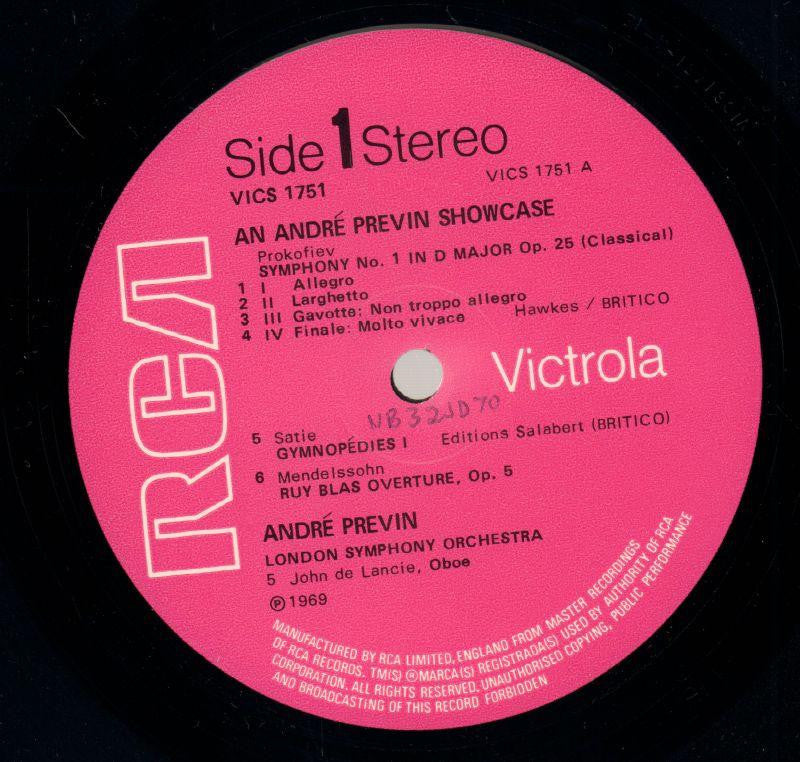 Side 1 Stereo
VICS 1751
VICS 1751 A
AN ANDRÉ PREVIN SHOWCASE
Prokofiev
SYMPHONY No. 1 IN D MAJOR Op. 25 (Classical)
1 I Allegro
2 II Larghetto
3 III Gavotte: Non troppo allegro
4 IV Finale: Molto vivace
Hawkes / BRITICO
RCA
Victrola
5 Satie
GYMNOPÉDIES I Editions Salabert (BRITICO)
6 Mendelssohn
RUY BLAS OVERTURE, Op. 5
ANDRÉ PREVIN
LONDON SYMPHONY ORCHESTRA
5 John de Lancie, Oboe
Ⓟ 1969
MANUFACTURED BY RCA LIMITED, ENGLAND FROM MASTER RECORDINGS
OF RCA RECORDS. TM(S) ® MARCA(S) REGISTRADA(S) USED BY AUTHORITY OF RCA
CORPORATION. ALL RIGHTS RESERVED. UNAUTHORISED COPYING, PUBLIC PERFORMANCE
AND BROADCASTING OF THIS RECORD FORBIDDEN